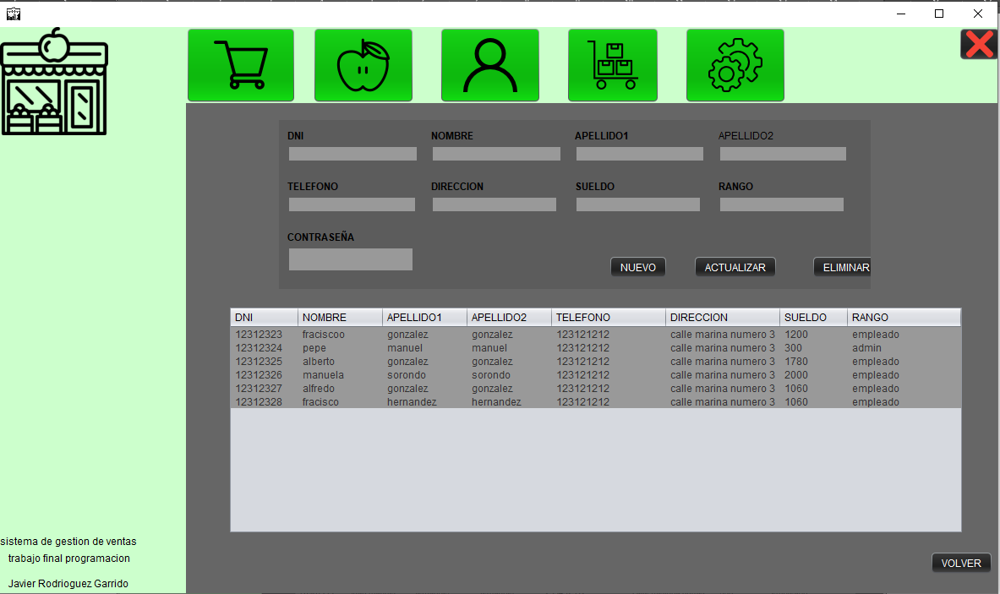 DNI NOMBRE APELLIDO1 APELLIDO2
TELEFONO DIRECCION SUELDO RANGO
CONTRASEÑA
NUEVO ACTUALIZAR ELIMINAR
DNI NOMBRE APELLIDO1 APELLIDO2 TELEFONO DIRECCION SUELDO RANGO
12312323 fraciscoo gonzalez gonzalez 123121212 calle marina numero 3 1200 empleado
12312324 pepe manuel manuel 123121212 calle marina numero 3 300 admin
12312325 alberto gonzalez gonzalez 123121212 calle marina numero 3 1780 empleado
12312326 manuela sorondo sorondo 123121212 calle marina numero 3 2000 empleado
12312327 alfredo gonzalez gonzalez 123121212 calle marina numero 3 1060 empleado
12312328 fracisco hernandez hernandez 123121212 calle marina numero 3 1060 empleado
sistema de gestion de ventas
trabajo final programacion
Javier Rodrioguez Garrido
VOLVER